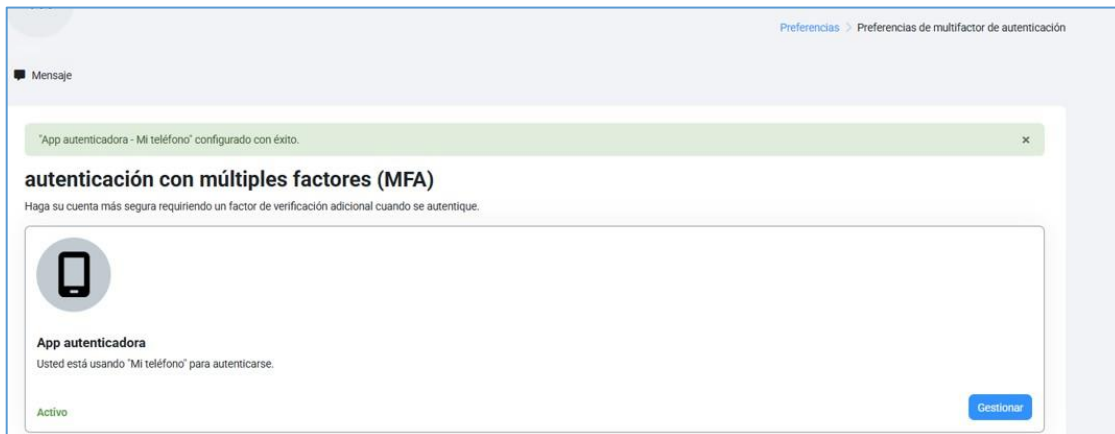 Preferencias > Preferencias de multifactor de autenticación
Mensaje
"App autenticadora - Mi teléfono" configurado con éxito. ×
autenticación con múltiples factores (MFA)
Haga su cuenta más segura requiriendo un factor de verificación adicional cuando se autentique.
App autenticadora
Usted está usando "Mi teléfono" para autenticarse.
Activo
Gestionar